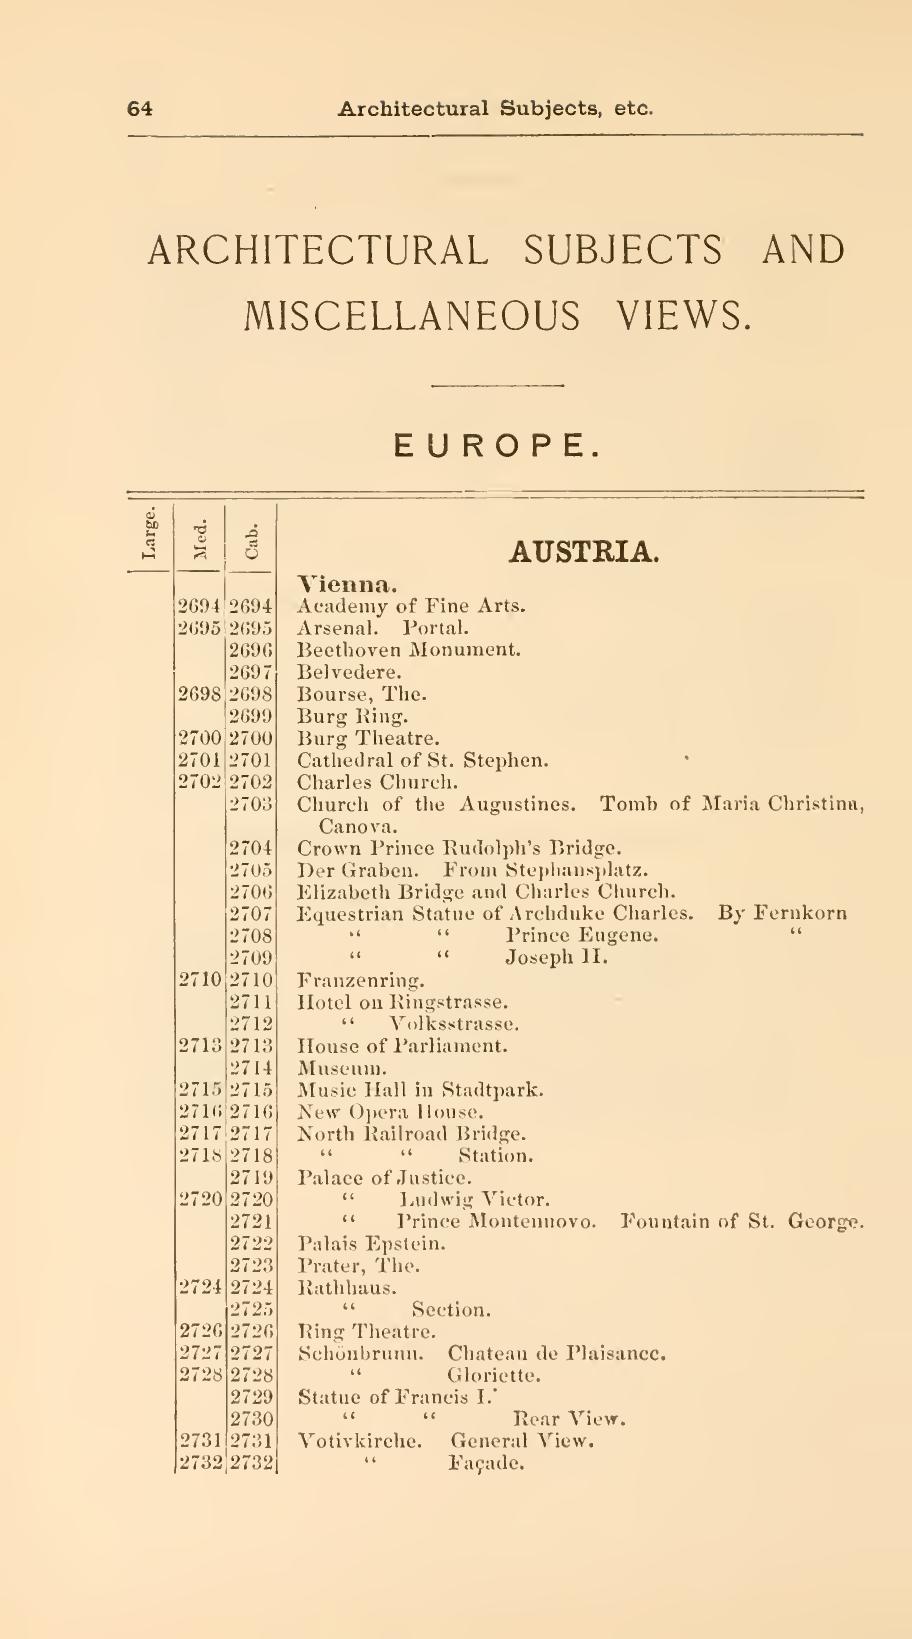 64 Architectural Subjects, etc.
ARCHITECTURAL SUBJECTS AND
MISCELLANEOUS VIEWS.
EUROPE.
Large. Med. Cab. AUSTRIA.
Vienna.
2694 2694 Academy of Fine Arts.
2695 2695 Arsenal. Portal.
2696 Beethoven Monument.
2697 Belvedere.
2698 2698 Bourse, The.
2699 Burg Ring.
2700 2700 Burg Theatre.
2701 2701 Cathedral of St. Stephen.
2702 2702 Charles Church.
2703 Church of the Augustines. Tomb of Maria Christina,
Canova.
2704 Crown Prince Rudolph's Bridge.
2705 Der Graben. From Stephansplatz.
2706 Elizabeth Bridge and Charles Church.
2707 Equestrian Statue of Archduke Charles. By Fernkorn
2708 " " Prince Eugene. "
2709 " " Joseph II.
2710 2710 Franzenring.
2711 Hotel on Ringstrasse.
2712 " Volksstrasse.
2713 2713 House of Parliament.
2714 Museum.
2715 2715 Music Hall in Stadtpark.
2716 2716 New Opera House.
2717 2717 North Railroad Bridge.
2718 2718 " " Station.
2719 Palace of Justice.
2720 2720 " Ludwig Victor.
2721 " Prince Montenuovo. Fountain of St. George.
2722 Palais Epstein.
2723 Prater, The.
2724 2724 Rathhaus.
2725 " Section.
2726 2726 Ring Theatre.
2727 2727 Schönbrunn. Chateau de Plaisance.
2728 2728 " Gloriette.
2729 Statue of Francis I.
2730 " " Rear View.
2731 2731 Votivkirche. General View.
2732 2732 " Façade.